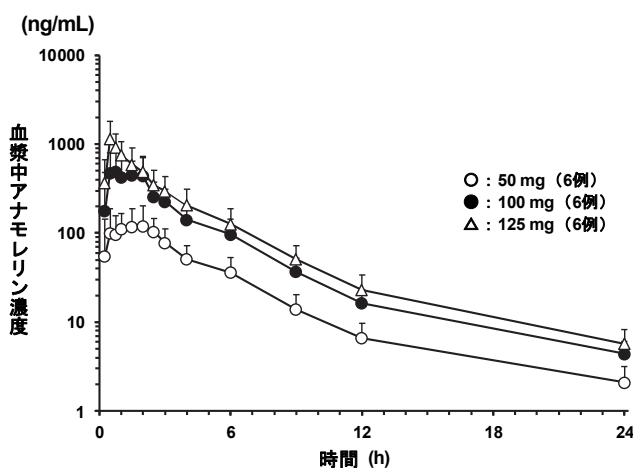 (ng/mL)
10000
1000
100
10
1
血漿中アナモレリン濃度
○ : 50 mg（6例）
● : 100 mg（6例）
△ : 125 mg（6例）
0
6
12
18
24
時間 (h)